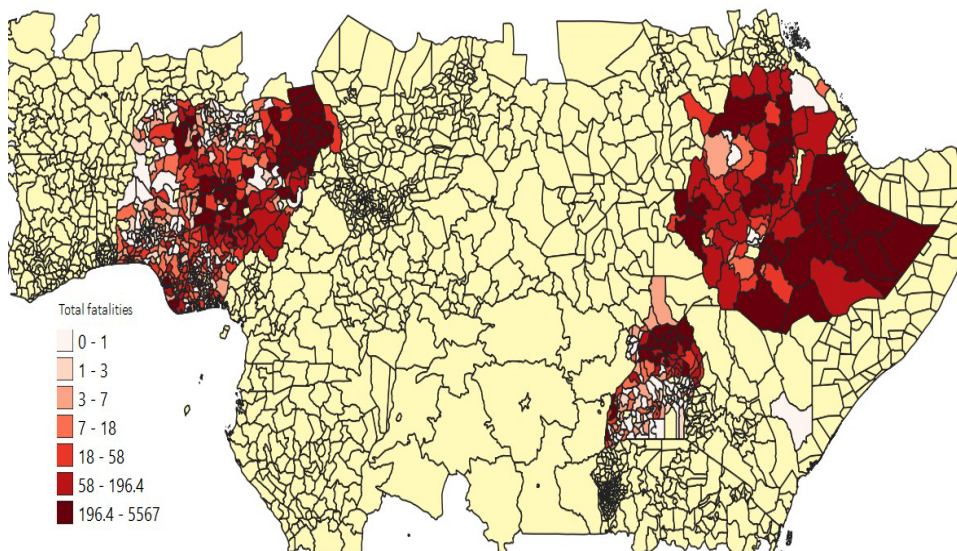 Total fatalities
0 - 1
1 - 3
3 - 7
7 - 18
18 - 58
58 - 196.4
196.4 - 5567